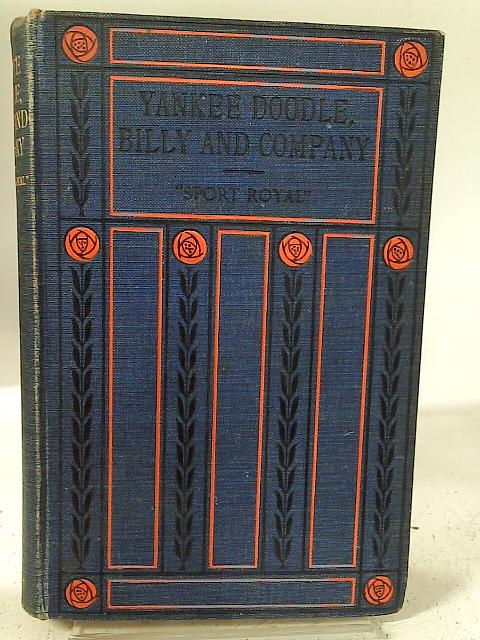 YANKEE DOODLE,
BILLY AND COMPANY
"SPORT ROYAL"